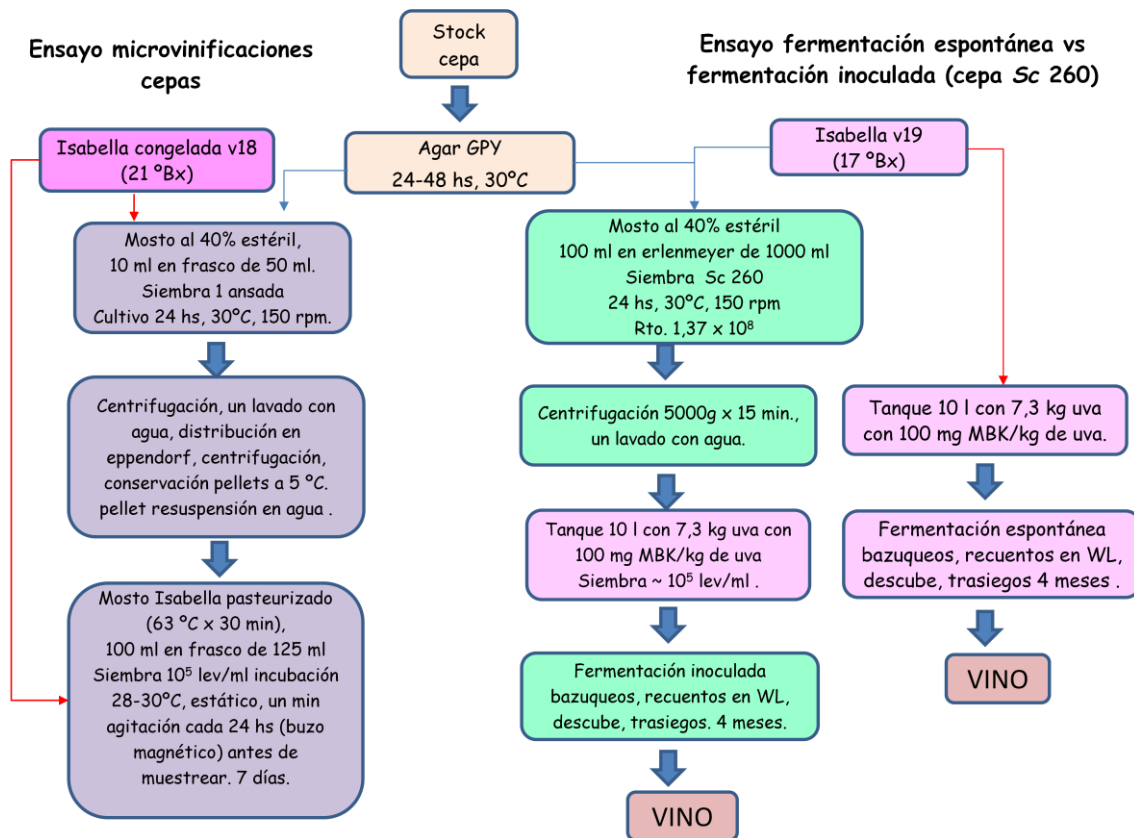 Ensayo microvinificaciones
cepas
Stock
cepa
Ensayo fermentación espontánea vs
fermentación inoculada (cepa Sc 260)
Isabella congelada v18
(21 ºBx)
Agar GPY
24-48 hs, 30ºC
Isabella v19
(17 ºBx)
Mosto al 40% estéril,
10 ml en frasco de 50 ml.
Siembra 1 ansada
Cultivo 24 hs, 30ºC, 150 rpm.
Centrifugación, un lavado con
agua, distribución en
eppendorf, centrifugación,
conservación pellets a 5 ºC.
pellet resuspensión en agua .
Mosto Isabella pasteurizado
(63 ºC x 30 min),
100 ml en frasco de 125 ml
Siembra 10⁵ lev/ml incubación
28-30ºC, estático, un min
agitación cada 24 hs (buzo
magnético) antes de
muestrear. 7 días.
Mosto al 40% estéril
100 ml en erlenmeyer de 1000 ml
Siembra Sc 260
24 hs, 30ºC, 150 rpm
Rto. 1,37 x 10⁸
Centrifugación 5000g x 15 min.,
un lavado con agua.
Tanque 10 l con 7,3 kg uva con
100 mg MBK/kg de uva
Siembra ~ 10⁵ lev/ml .
Fermentación inoculada
bazuqueos, recuentos en WL,
descube, trasiegos. 4 meses.
VINO
Tanque 10 l con 7,3 kg uva
con 100 mg MBK/kg de uva.
Fermentación espontánea
bazuqueos, recuentos en WL,
descube, trasiegos 4 meses .
VINO